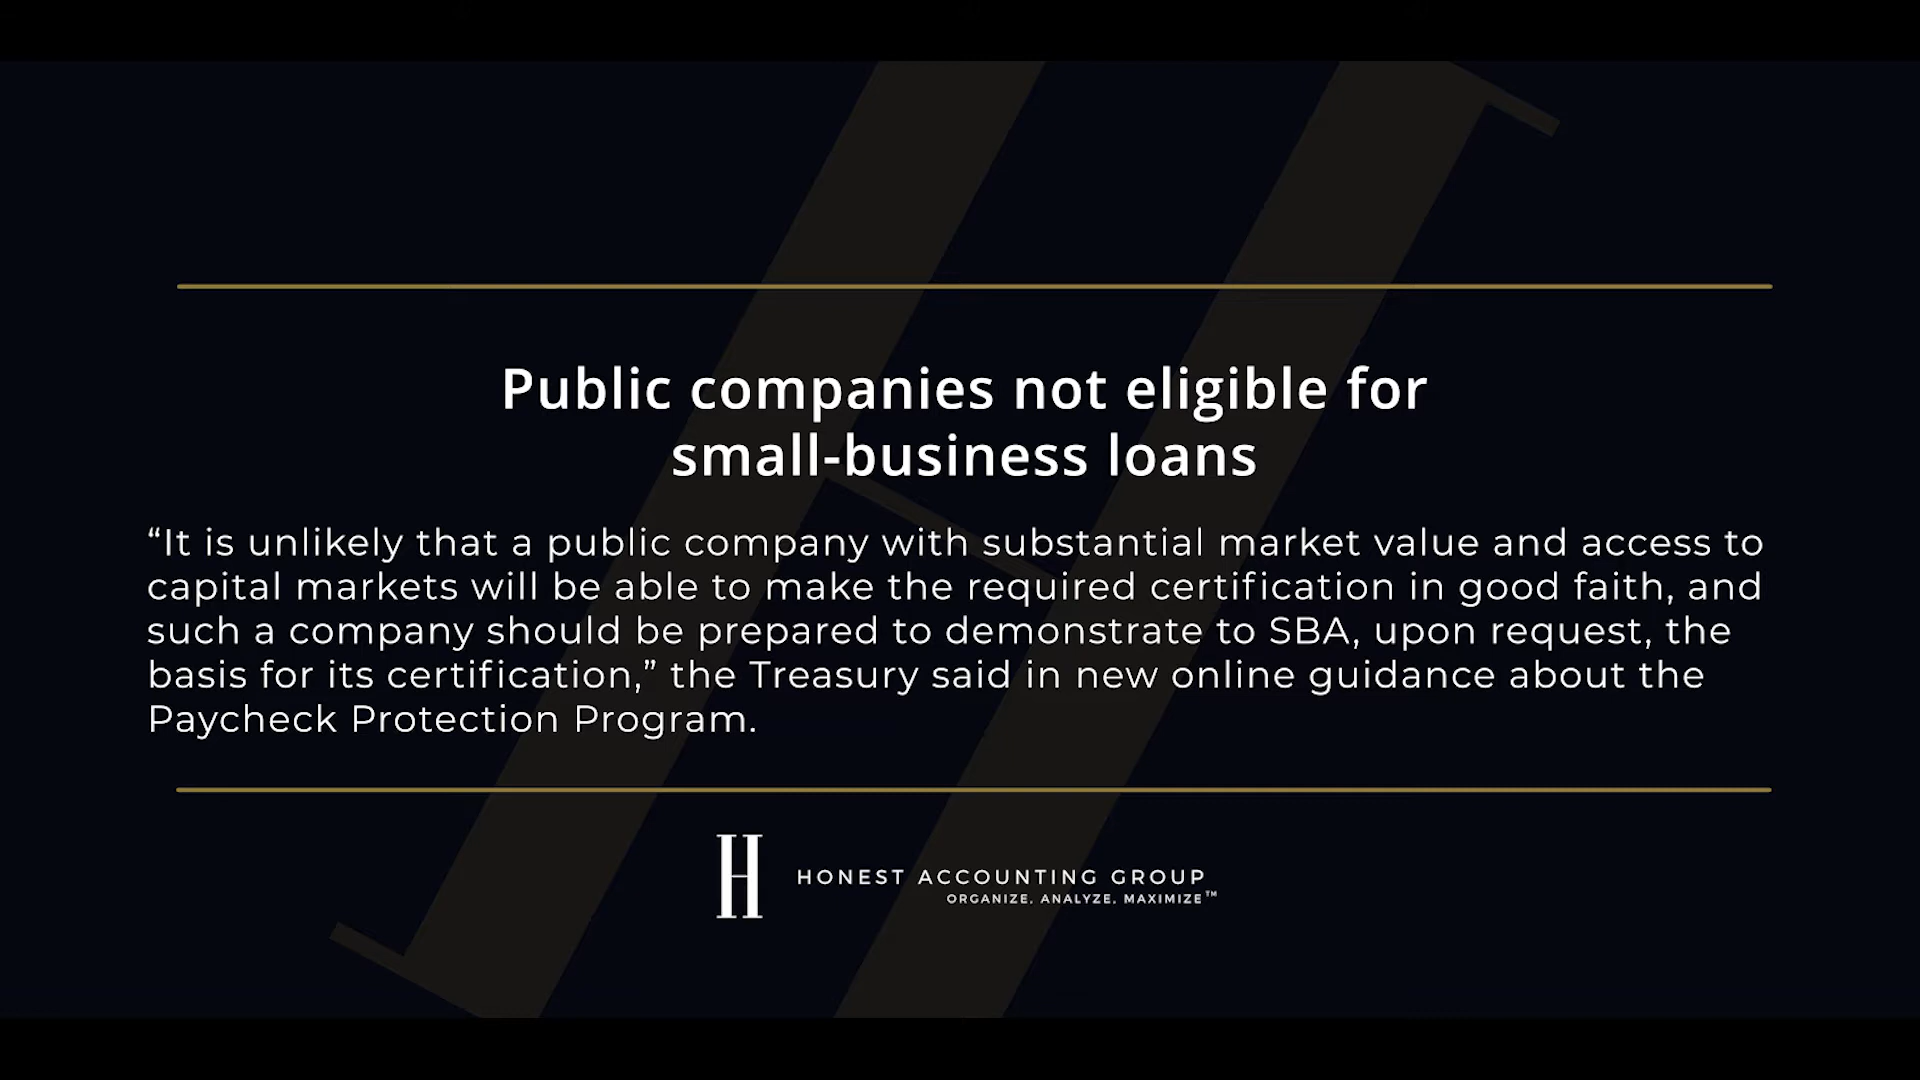 Public companies not eligible for
small-business loans
“It is unlikely that a public company with substantial market value and access to
capital markets will be able to make the required certification in good faith, and
such a company should be prepared to demonstrate to SBA, upon request, the
basis for its certification,” the Treasury said in new online guidance about the
Paycheck Protection Program.
H
HONEST ACCOUNTING GROUP
ORGANIZE. ANALYZE. MAXIMIZE™